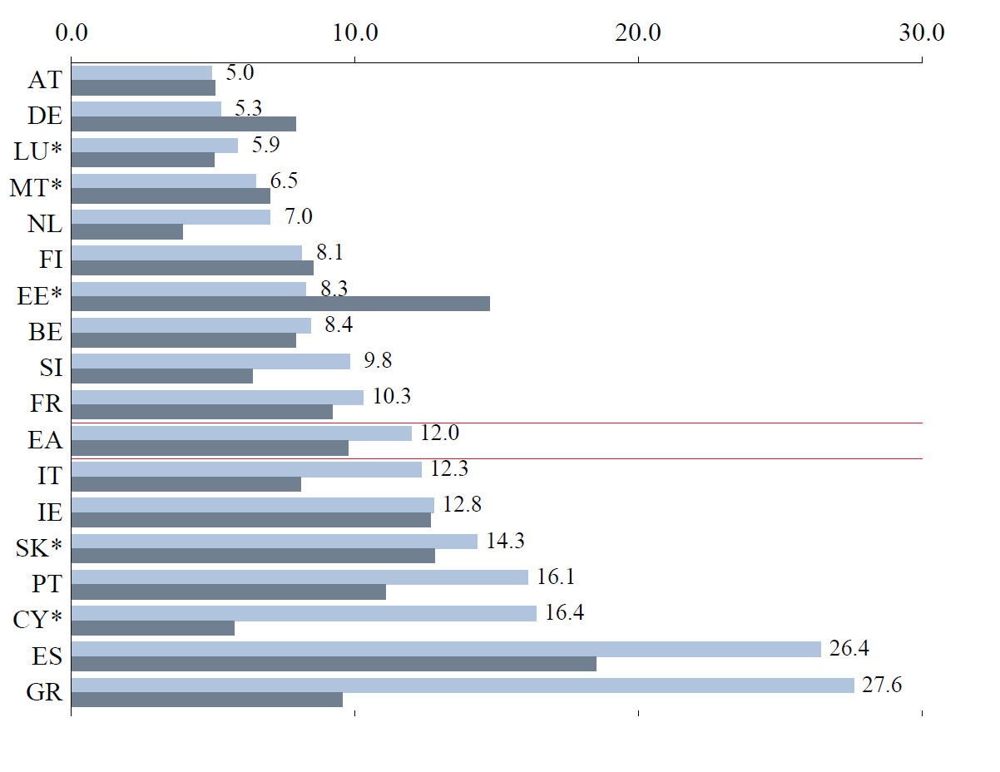 0.0 10.0 20.0 30.0
AT 5.0
DE 5.3
LU* 5.9
MT* 6.5
NL 7.0
FI 8.1
EE* 8.3
BE 8.4
SI 9.8
FR 10.3
EA 12.0
IT 12.3
IE 12.8
SK* 14.3
PT 16.1
CY* 16.4
ES 26.4
GR 27.6